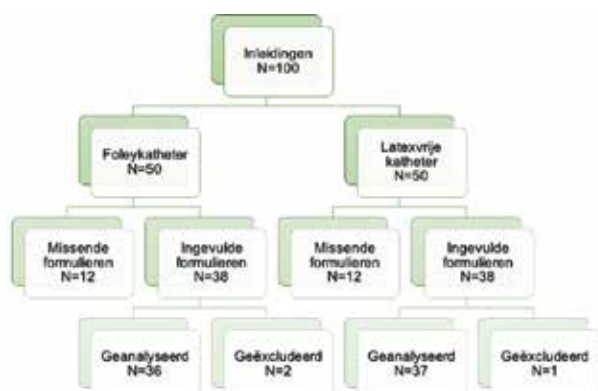 Inleidingen
N=100
Foleykatheter
N=50
Latexvrije
katheter
N=50
Missende
formulieren
N=12
Ingevulde
formulieren
N=38
Missende
formulieren
N=12
Ingevulde
formulieren
N=38
Geanalyseerd
N=36
Geëxcludeerd
N=2
Geanalyseerd
N=37
Geëxcludeerd
N=1